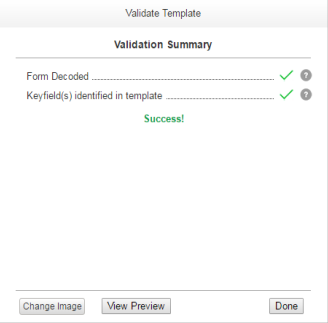 Validate Template
Validation Summary
Form Decoded
Keyfield(s) identified in template
Success!
Change Image View Preview Done